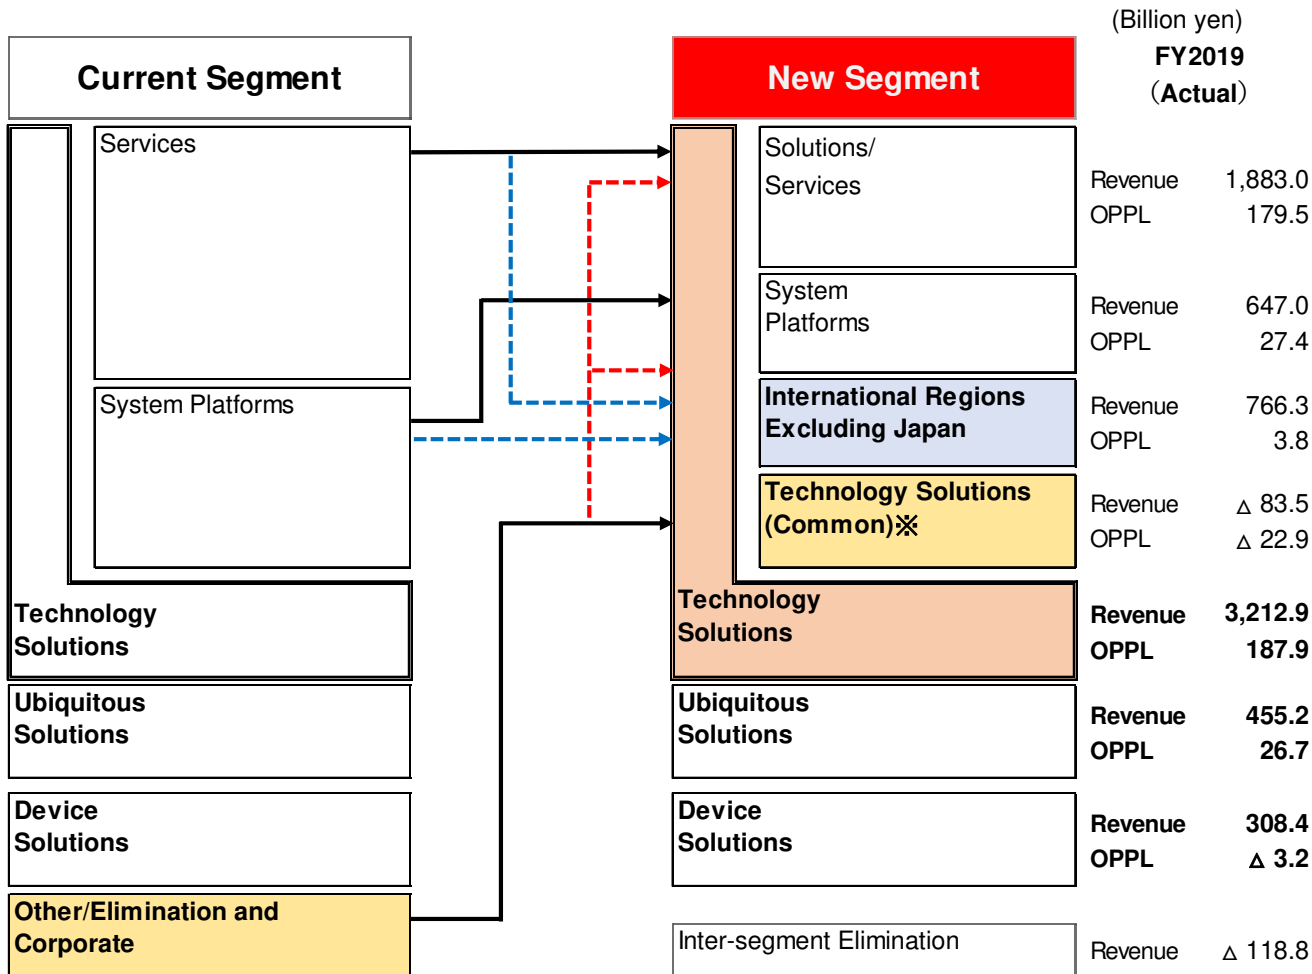 (Billion yen)
Current Segment
New Segment
FY2019
（Actual）
Services
Solutions/
Services
Revenue 1,883.0
OPPL 179.5
System
Platforms
Revenue 647.0
OPPL 27.4
System Platforms
International Regions
Excluding Japan
Revenue 766.3
OPPL 3.8
Technology Solutions
(Common)※
Revenue △ 83.5
OPPL △ 22.9
Technology
Solutions
Technology
Solutions
Revenue 3,212.9
OPPL 187.9
Ubiquitous
Solutions
Ubiquitous
Solutions
Revenue 455.2
OPPL 26.7
Device
Solutions
Device
Solutions
Revenue 308.4
OPPL △ 3.2
Other/Elimination and
Corporate
Inter-segment Elimination
Revenue △ 118.8